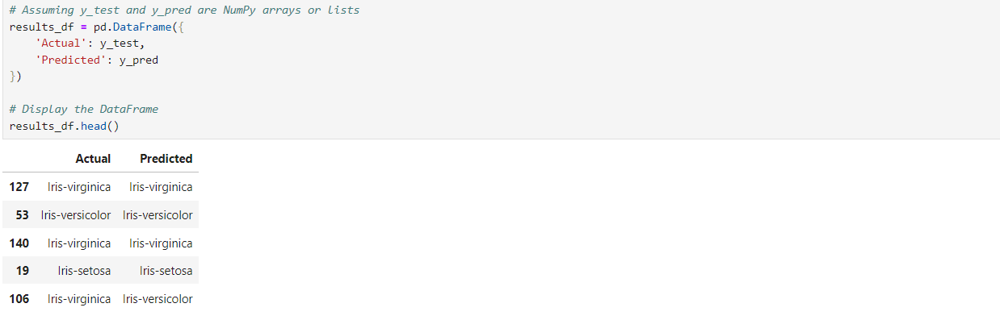 # Assuming y_test and y_pred are NumPy arrays or lists
results_df = pd.DataFrame({
    'Actual': y_test,
    'Predicted': y_pred
})
# Display the DataFrame
results_df.head()
Actual Predicted
127 Iris-virginica Iris-virginica
53 Iris-versicolor Iris-versicolor
140 Iris-virginica Iris-virginica
19 Iris-setosa Iris-setosa
106 Iris-virginica Iris-versicolor